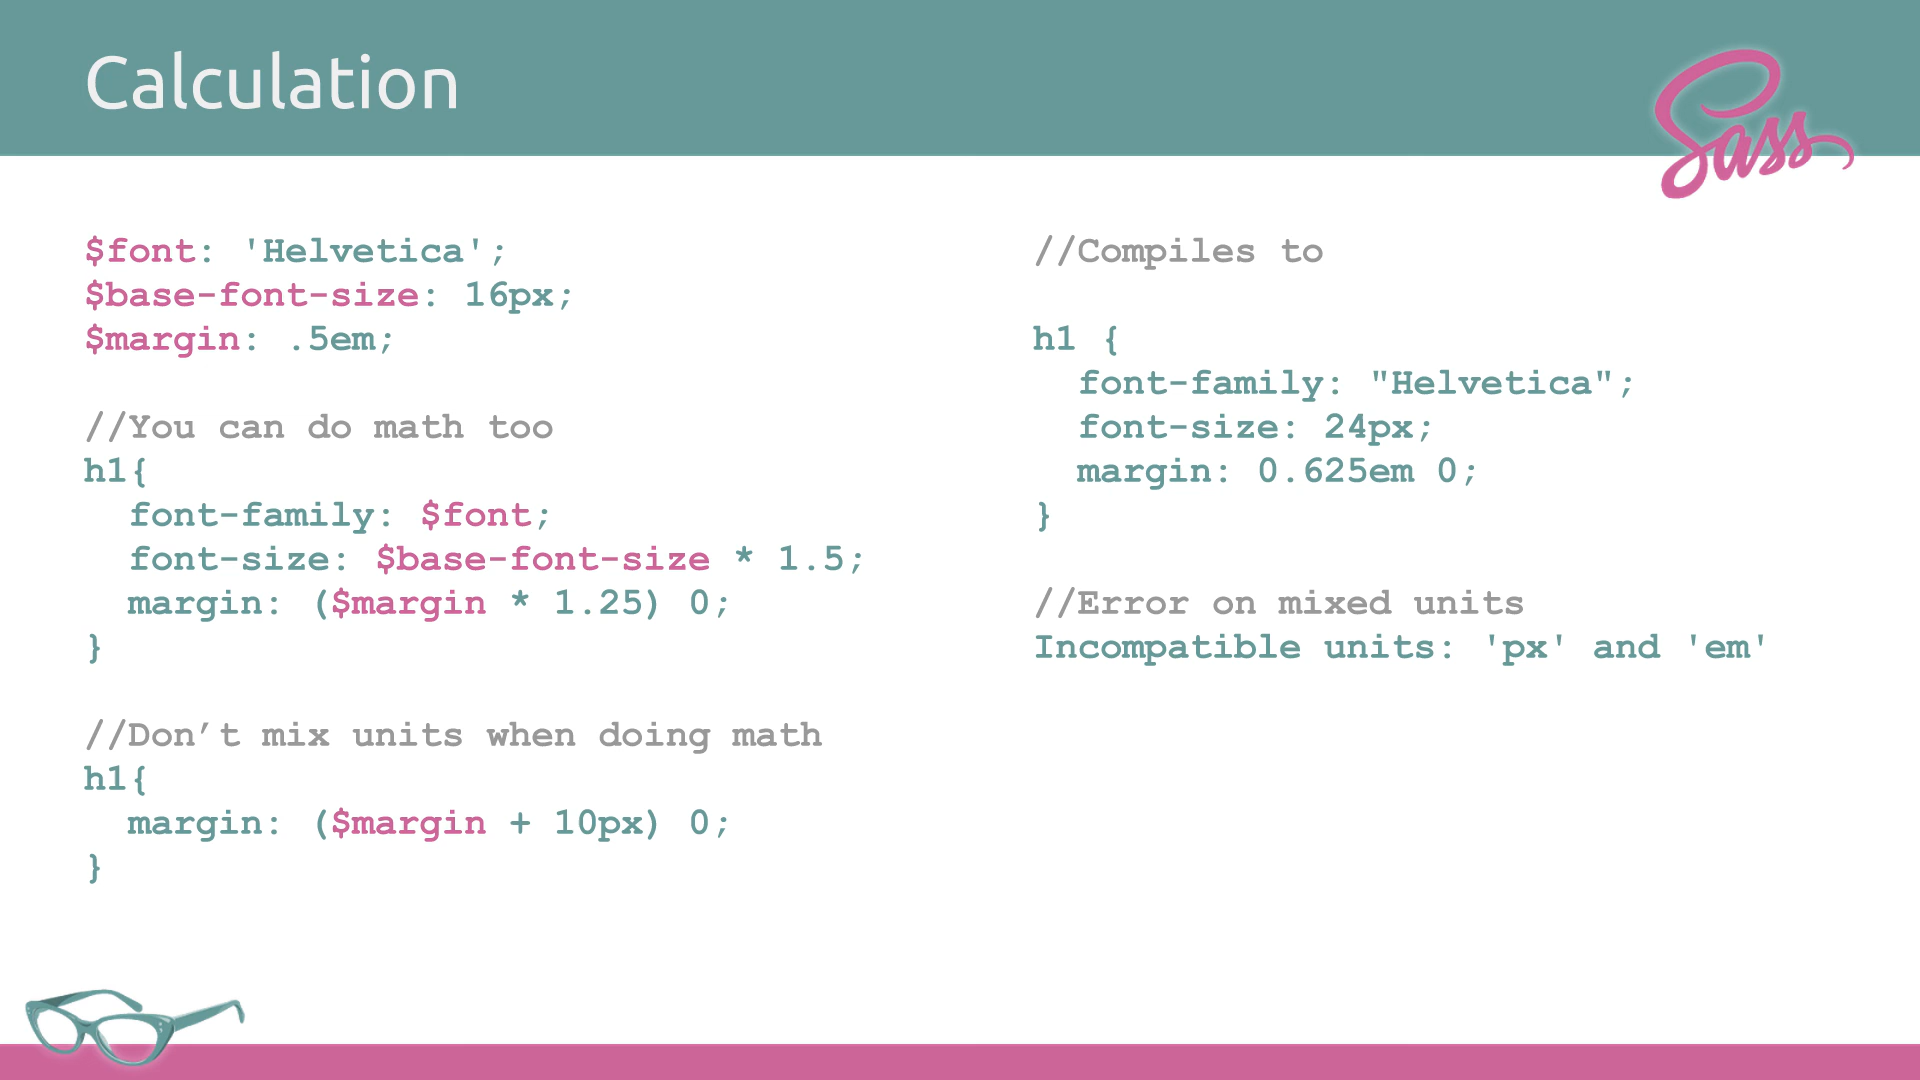 Calculation
Sass
$font: 'Helvetica';
$base-font-size: 16px;
$margin: .5em;
//You can do math too
h1{
  font-family: $font;
  font-size: $base-font-size * 1.5;
  margin: ($margin * 1.25) 0;
}
//Don’t mix units when doing math
h1{
  margin: ($margin + 10px) 0;
}
//Compiles to
h1 {
  font-family: "Helvetica";
  font-size: 24px;
  margin: 0.625em 0;
}
//Error on mixed units
Incompatible units: 'px' and 'em'